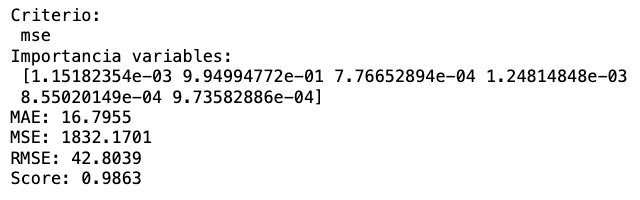 Criterio:
mse
Importancia variables:
[1.15182354e-03 9.94994772e-01 7.76652894e-04 1.24814848e-03
8.55020149e-04 9.73582886e-04]
MAE: 16.7955
MSE: 1832.1701
RMSE: 42.8039
Score: 0.9863